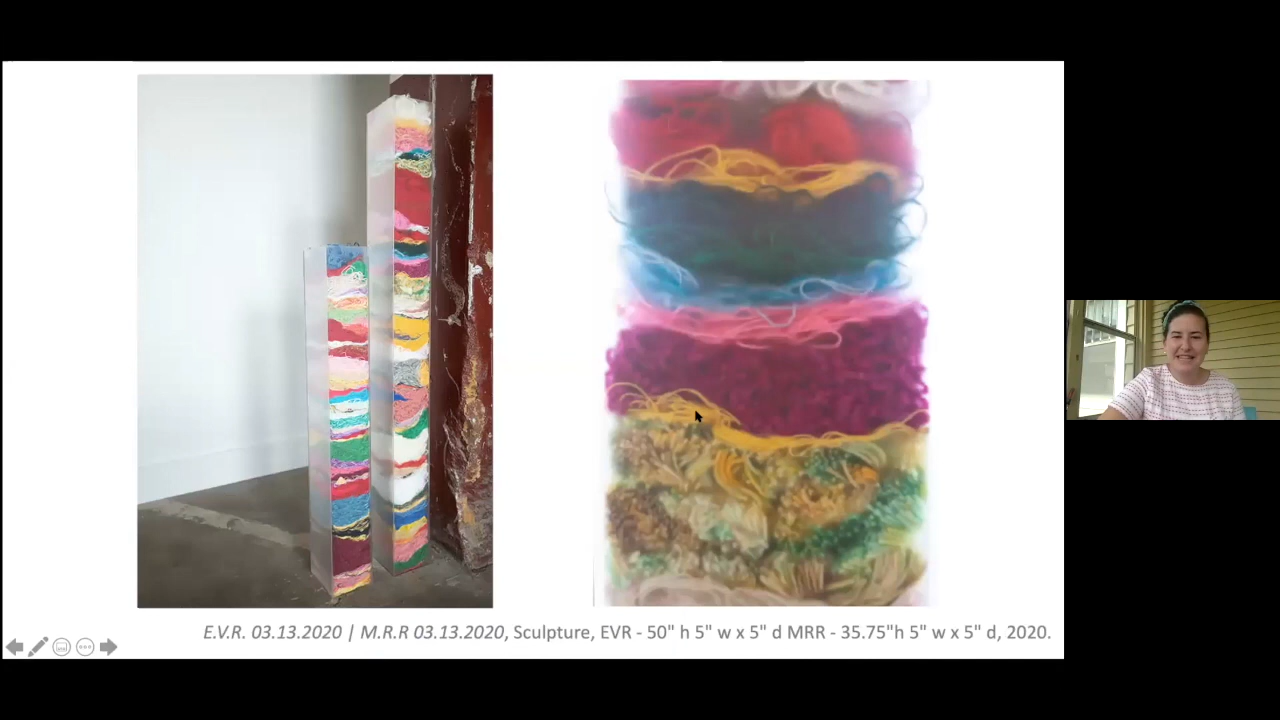 E.V.R. 03.13.2020 | M.R.R 03.13.2020, Sculpture, EVR - 50" h 5" w x 5" d MRR - 35.75"h 5" w x 5" d, 2020.